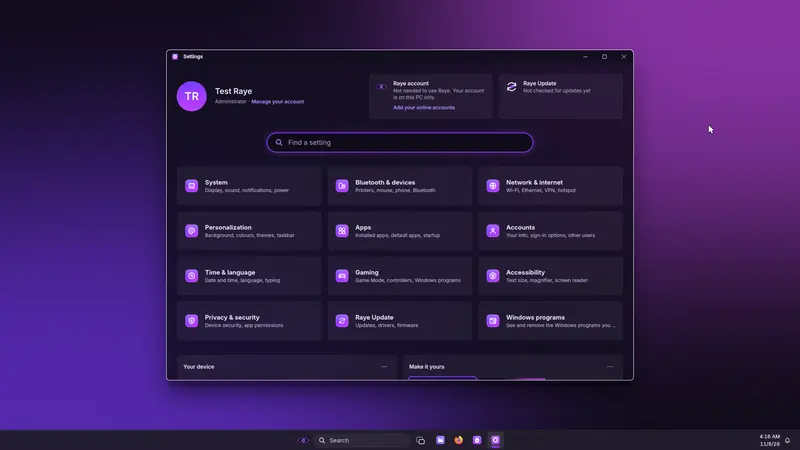 Settings
TR
Test Raye
Administrator · Manage your account
Raye account
Not needed to use Raye. Your account
is on this PC only.
Add your online accounts
Raye Update
Not checked for updates yet
Find a setting
System
Display, sound, notifications, power
Bluetooth & devices
Printers, mouse, phone, Bluetooth
Network & internet
Wi-Fi, Ethernet, VPN, hotspot
Personalization
Background, colours, themes, taskbar
Apps
Installed apps, default apps, startup
Accounts
Your info, sign-in options, other users
Time & language
Date and time, language, typing
Gaming
Game Mode, controllers, Windows programs
Accessibility
Text size, magnifier, screen reader
Privacy & security
Device security, app permissions
Raye Update
Updates, drivers, firmware
Windows programs
See and remove the Windows programs you ...
Your device
Make it yours
Search
4:16 AM
11/8/26